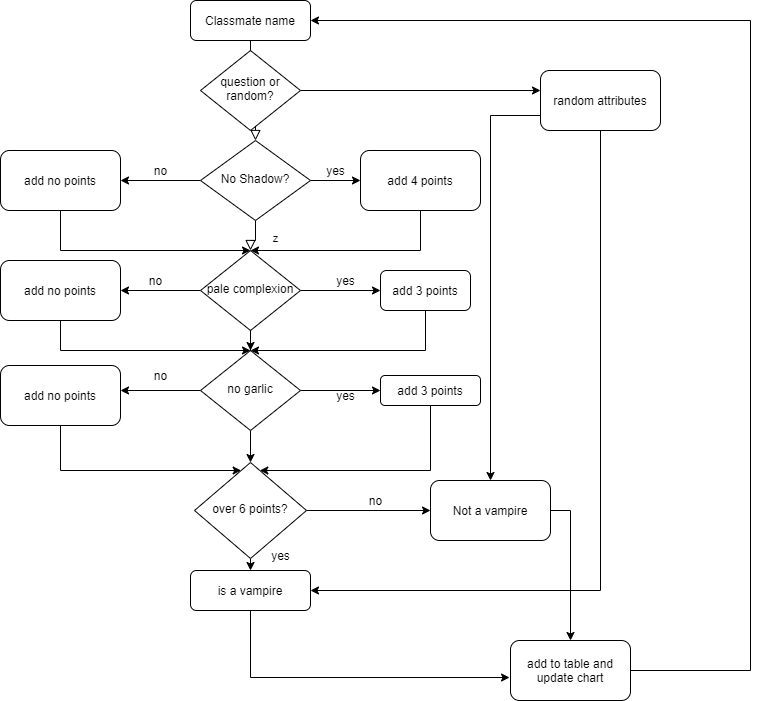 Classmate name
question or
random?
random attributes
no
No Shadow?
yes
add no points
add 4 points
z
no
pale complexion
yes
add no points
add 3 points
no
no garlic
yes
add no points
add 3 points
over 6 points?
no
Not a vampire
yes
is a vampire
add to table and
update chart